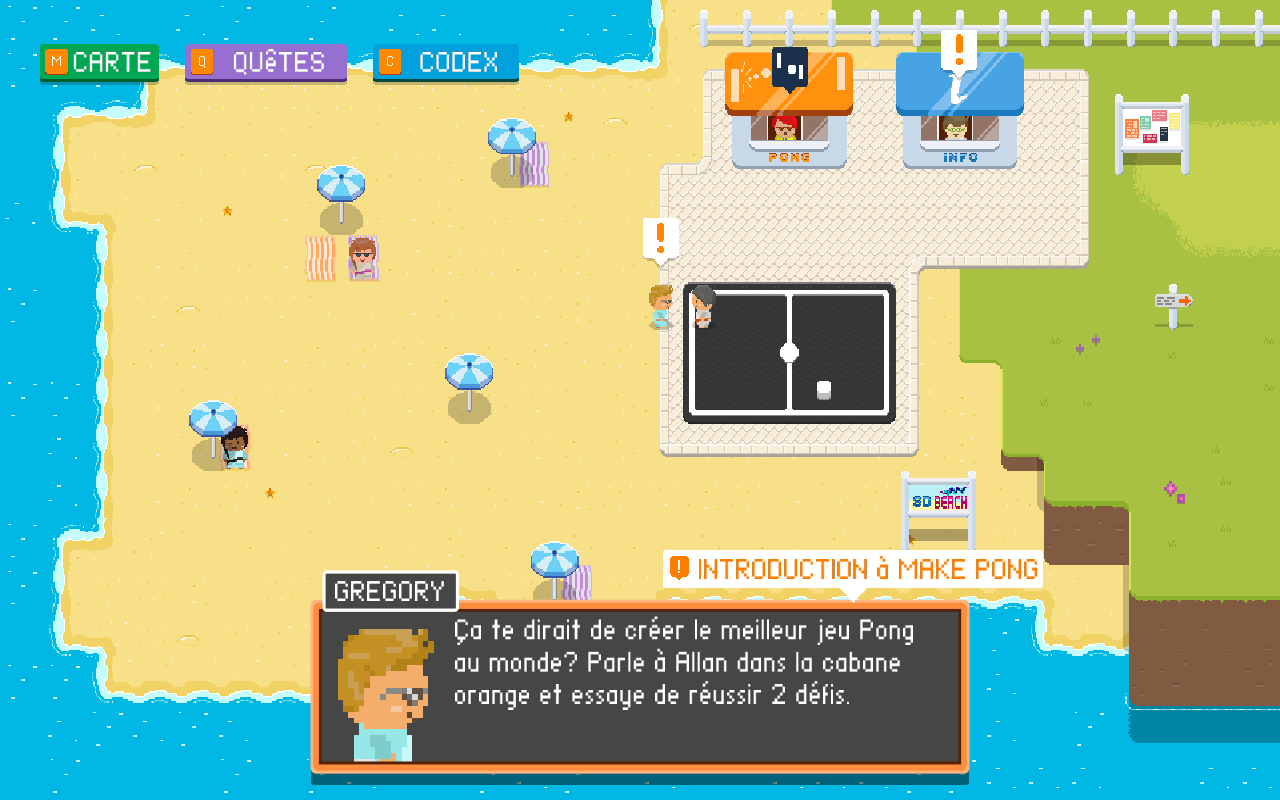 M CARTE
Q QUêTES
C CODEX
PONG
iNFO
SD BEACH
! INTRODUCTION à MAKE PONG
GREGORY
Ça te dirait de créer le meilleur jeu Pong
au monde? Parle à Allan dans la cabane
orange et essaye de réussir 2 défis.